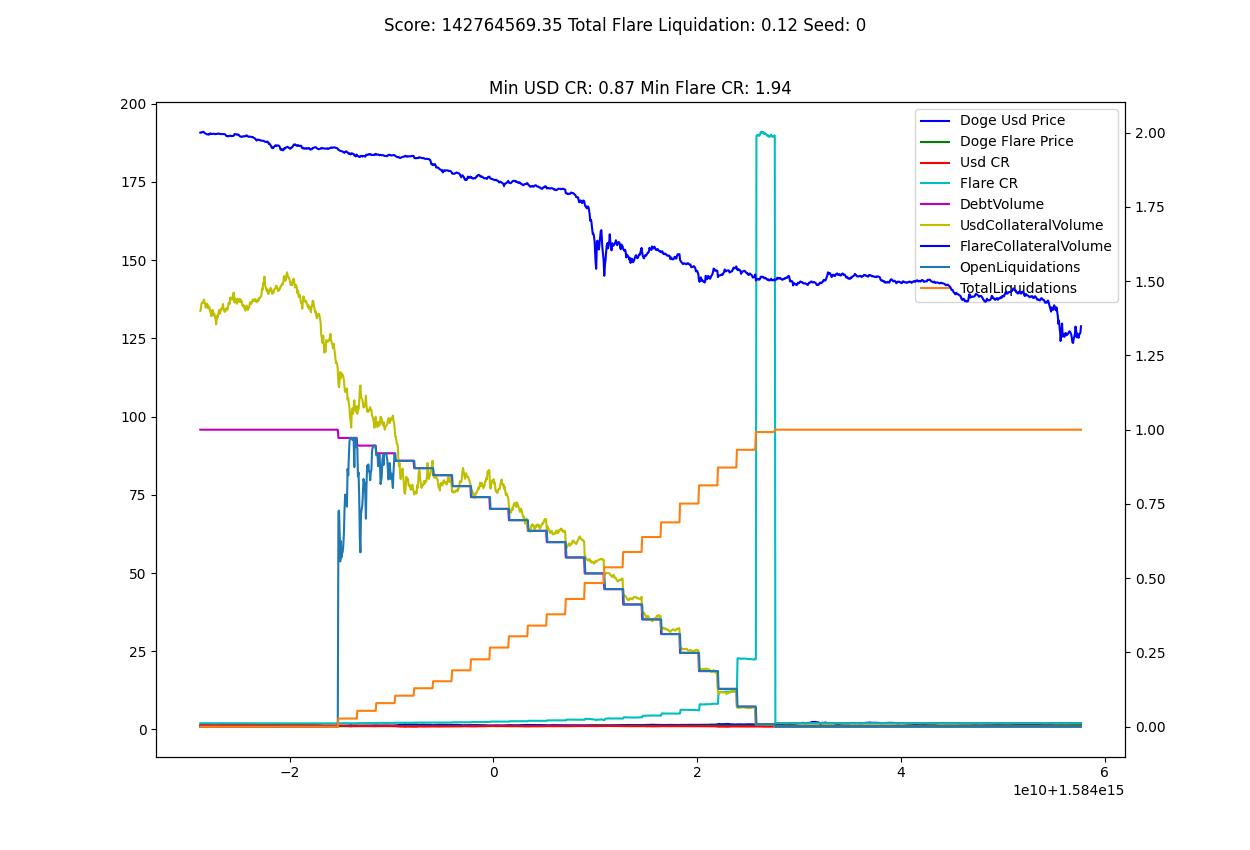 Score: 142764569.35 Total Flare Liquidation: 0.12 Seed: 0
Min USD CR: 0.87 Min Flare CR: 1.94
200
175
150
125
100
75
50
25
0
2.00
1.75
1.50
1.25
1.00
0.75
0.50
0.25
0.00
Doge Usd Price
Doge Flare Price
Usd CR
Flare CR
DebtVolume
UsdCollateralVolume
FlareCollateralVolume
OpenLiquidations
TotalLiquidations
−2
0
2
4
6
1e10+1.584e15